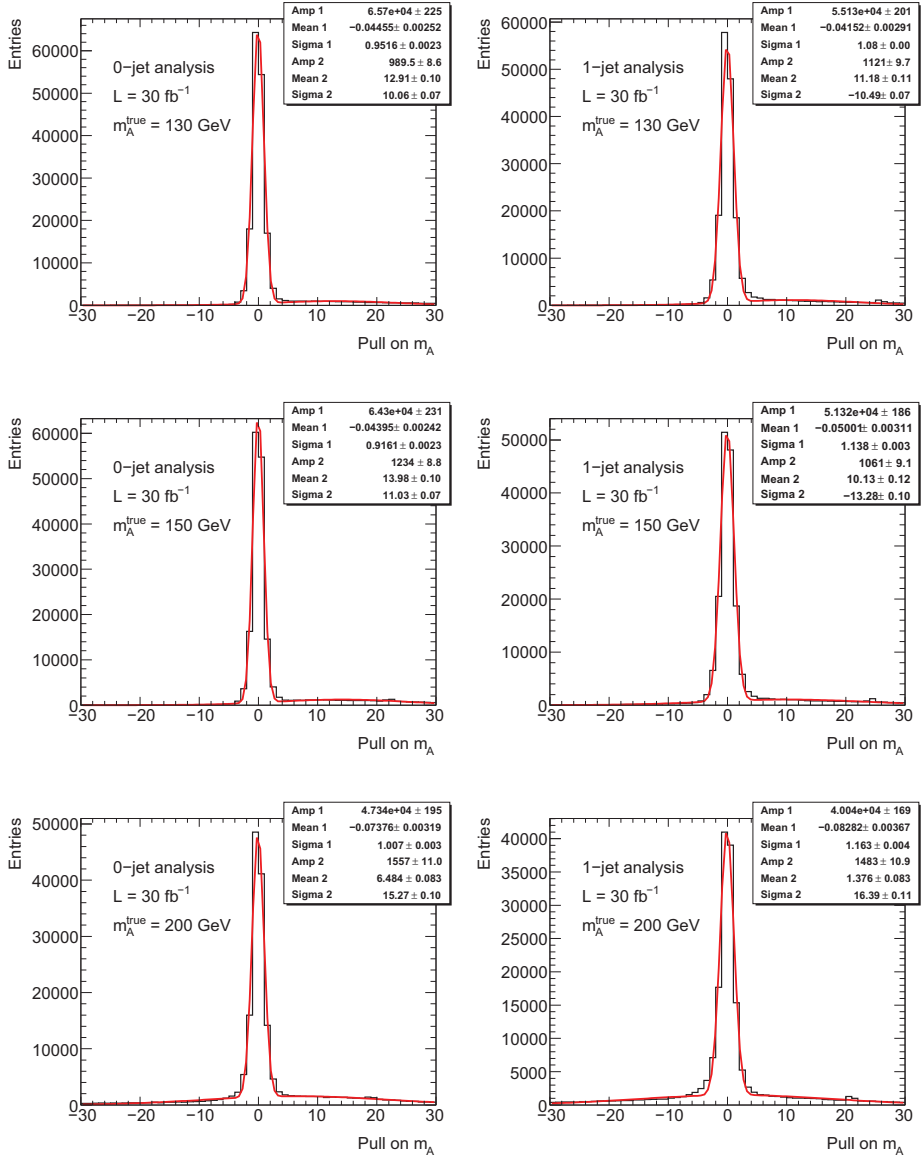 Amp 1 6.57e+04 ± 225
Mean 1 −0.04455± 0.00252
Sigma 1 0.9516 ± 0.0023
Amp 2 989.5 ± 8.6
Mean 2 12.91 ± 0.10
Sigma 2 10.06 ± 0.07
Entries
60000
50000
40000
30000
20000
10000
0
0−jet analysis
L = 30 fb−1
mAtrue = 130 GeV
−30 −20 −10 0 10 20 30
Pull on mA
Amp 1 5.513e+04 ± 201
Mean 1 −0.04152 ± 0.00291
Sigma 1 1.08 ± 0.00
Amp 2 1121 ± 9.7
Mean 2 11.18 ± 0.11
Sigma 2 −10.49± 0.07
Entries
60000
50000
40000
30000
20000
10000
0
1−jet analysis
L = 30 fb−1
mAtrue = 130 GeV
−30 −20 −10 0 10 20 30
Pull on mA
Amp 1 6.43e+04 ± 231
Mean 1 −0.04395± 0.00242
Sigma 1 0.9161 ± 0.0023
Amp 2 1234 ± 8.8
Mean 2 13.98 ± 0.10
Sigma 2 11.03 ± 0.07
Entries
60000
50000
40000
30000
20000
10000
0
0−jet analysis
L = 30 fb−1
mAtrue = 150 GeV
−30 −20 −10 0 10 20 30
Pull on mA
Amp 1 5.132e+04 ± 186
Mean 1 −0.05001± 0.00311
Sigma 1 1.138 ± 0.003
Amp 2 1061 ± 9.1
Mean 2 10.13 ± 0.12
Sigma 2 −13.28± 0.10
Entries
50000
40000
30000
20000
10000
0
1−jet analysis
L = 30 fb−1
mAtrue = 150 GeV
−30 −20 −10 0 10 20 30
Pull on mA
Amp 1 4.734e+04 ± 195
Mean 1 −0.07376± 0.00319
Sigma 1 1.007 ± 0.003
Amp 2 1557 ± 11.0
Mean 2 6.484 ± 0.083
Sigma 2 15.27 ± 0.10
Entries
50000
40000
30000
20000
10000
0
0−jet analysis
L = 30 fb−1
mAtrue = 200 GeV
−30 −20 −10 0 10 20 30
Pull on mA
Amp 1 4.004e+04 ± 169
Mean 1 −0.08282 ± 0.00367
Sigma 1 1.163 ± 0.004
Amp 2 1483 ± 10.9
Mean 2 1.376 ± 0.083
Sigma 2 16.39 ± 0.11
Entries
40000
35000
30000
25000
20000
15000
10000
5000
0
1−jet analysis
L = 30 fb−1
mAtrue = 200 GeV
−30 −20 −10 0 10 20 30
Pull on mA